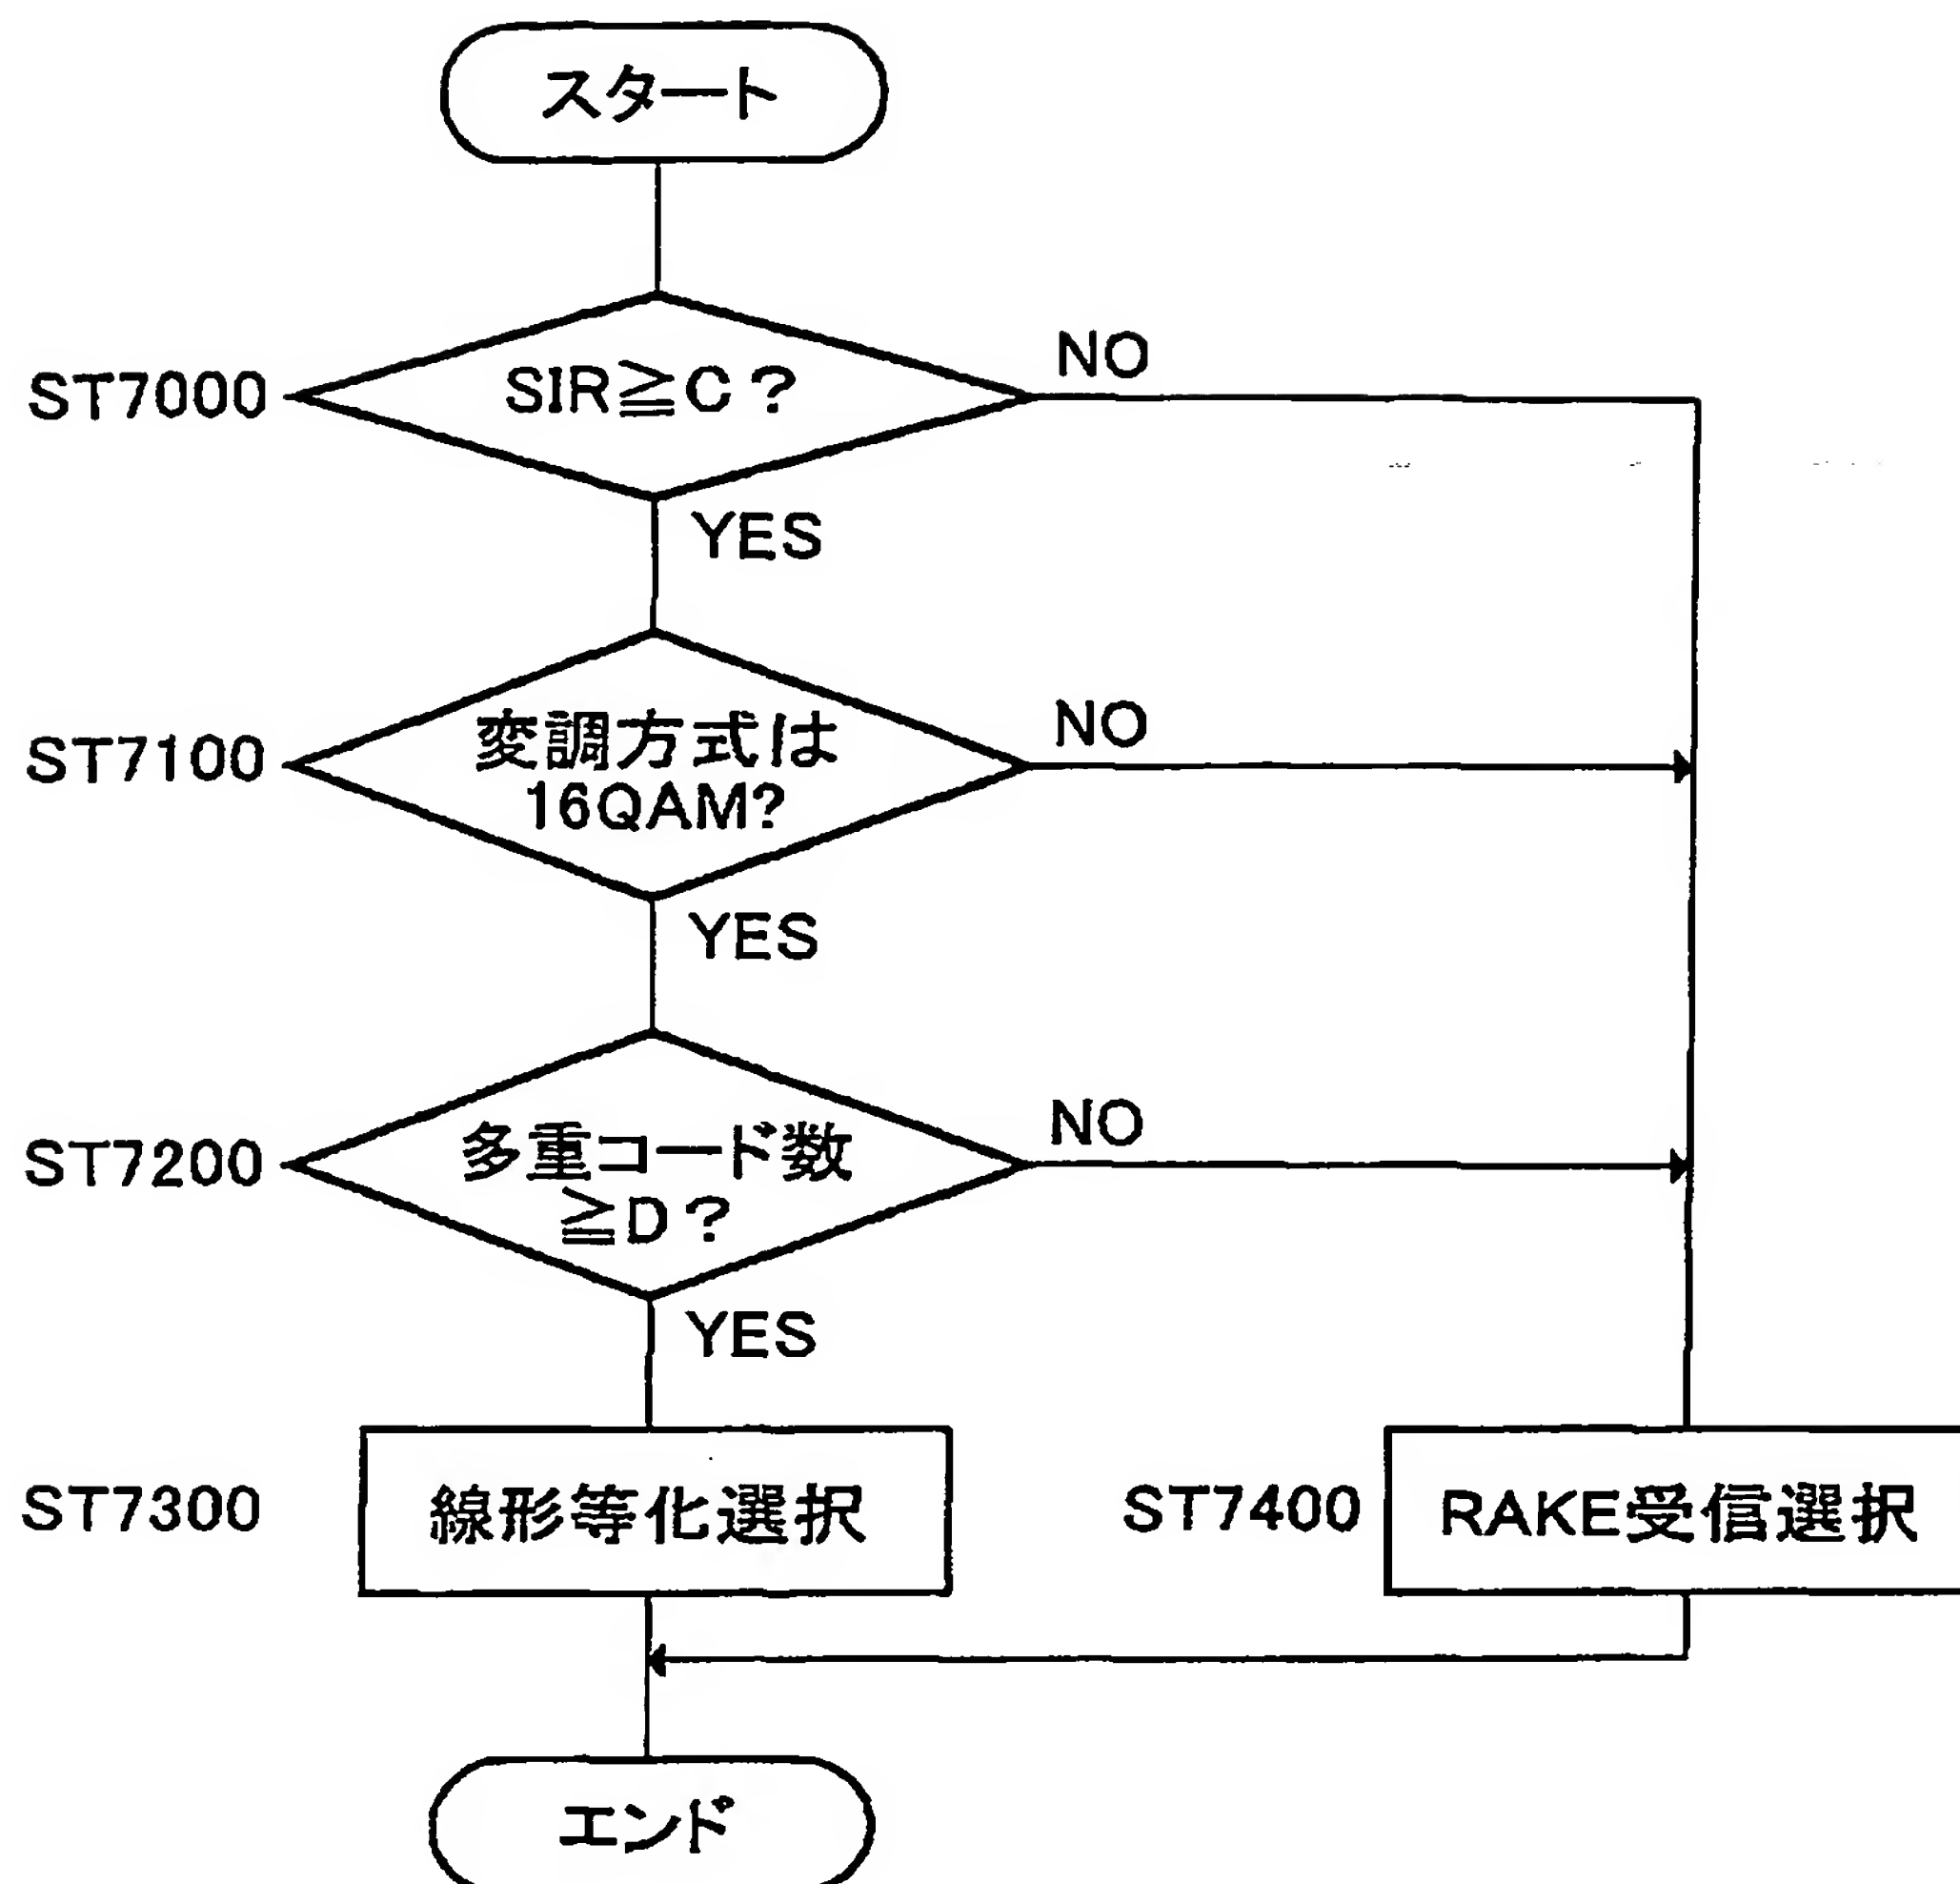 スタート
ST7000
SIR≧C?
NO
YES
ST7100
変調方式は
16QAM?
NO
YES
ST7200
多重コード数
≧D?
NO
YES
ST7300
線形等化選択
ST7400
RAKE受信選択
エンド